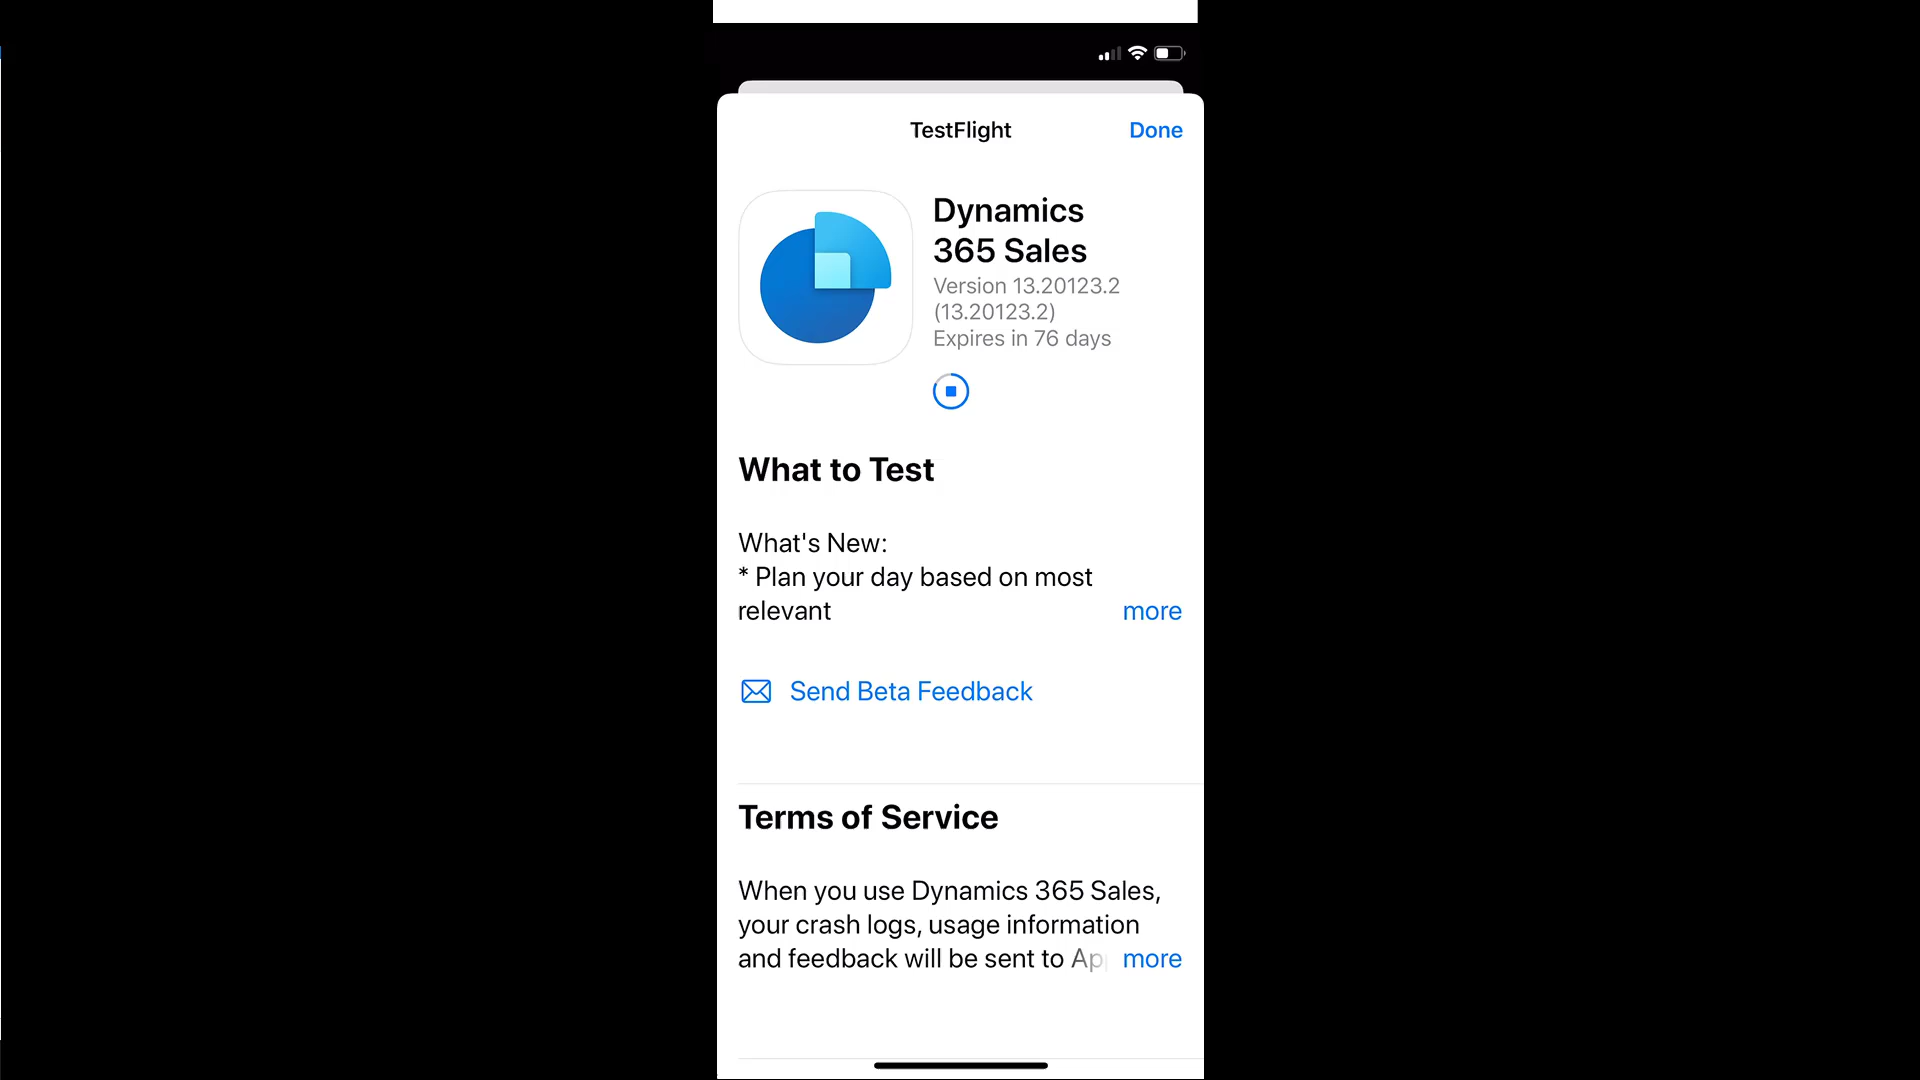 TestFlight
Done
Dynamics
365 Sales
Version 13.20123.2
(13.20123.2)
Expires in 76 days
What to Test
What's New:
* Plan your day based on most
relevant more
Send Beta Feedback
Terms of Service
When you use Dynamics 365 Sales,
your crash logs, usage information
and feedback will be sent to more